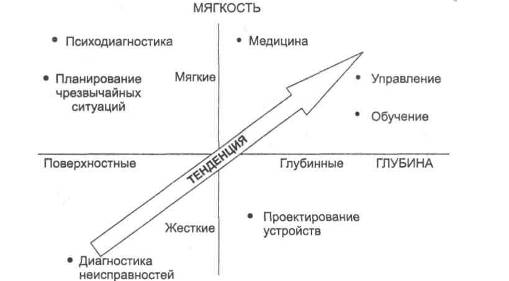 МЯГКОСТЬ
• Психодиагностика
• Медицина
• Планирование
чрезвычайных
ситуаций
Мягкие
• Управление
• Обучение
ТЕНДЕНЦИЯ
Поверхностные
Глубинные
ГЛУБИНА
Жесткие
• Проектирование
устройств
• Диагностика
неисправностей